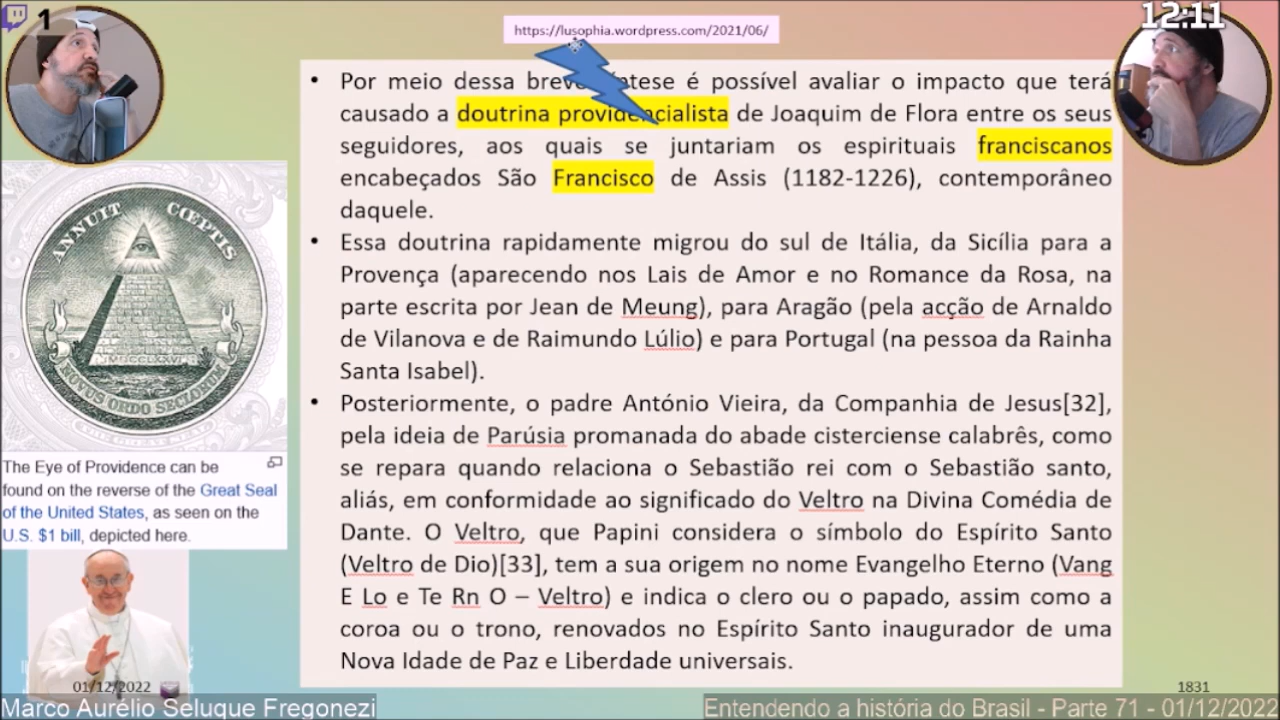 1
12:11
https://lusophia.wordpress.com/2021/06/
• Por meio dessa breve síntese é possível avaliar o impacto que terá
causado a doutrina providencialista de Joaquim de Flora entre os seus
seguidores, aos quais se juntariam os espirituais franciscanos
encabeçados São Francisco de Assis (1182-1226), contemporâneo
daquele.
• Essa doutrina rapidamente migrou do sul de Itália, da Sicília para a
Provença (aparecendo nos Lais de Amor e no Romance da Rosa, na
parte escrita por Jean de Meung), para Aragão (pela acção de Arnaldo
de Vilanova e de Raimundo Lúlio) e para Portugal (na pessoa da Rainha
Santa Isabel).
• Posteriormente, o padre António Vieira, da Companhia de Jesus[32],
pela ideia de Parúsia promanada do abade cisterciense calabrês, como
se repara quando relaciona o Sebastião rei com o Sebastião santo,
aliás, em conformidade ao significado do Veltro na Divina Comédia de
Dante. O Veltro, que Papini considera o símbolo do Espírito Santo
(Veltro de Dio)[33], tem a sua origem no nome Evangelho Eterno (Vang
E Lo e Te Rn O – Veltro) e indica o clero ou o papado, assim como a
coroa ou o trono, renovados no Espírito Santo inaugurador de uma
Nova Idade de Paz e Liberdade universais.
ANNUIT CŒPTIS
MDCCLXXVI
NOVUS ORDO SECLORUM
THE GREAT SEAL
The Eye of Providence can be
found on the reverse of the Great Seal
of the United States, as seen on the
U.S. $1 bill, depicted here.
01/12/2022
1831
Marco Aurélio Seluque Fregonezi
Entendendo a história do Brasil - Parte 71 - 01/12/2022